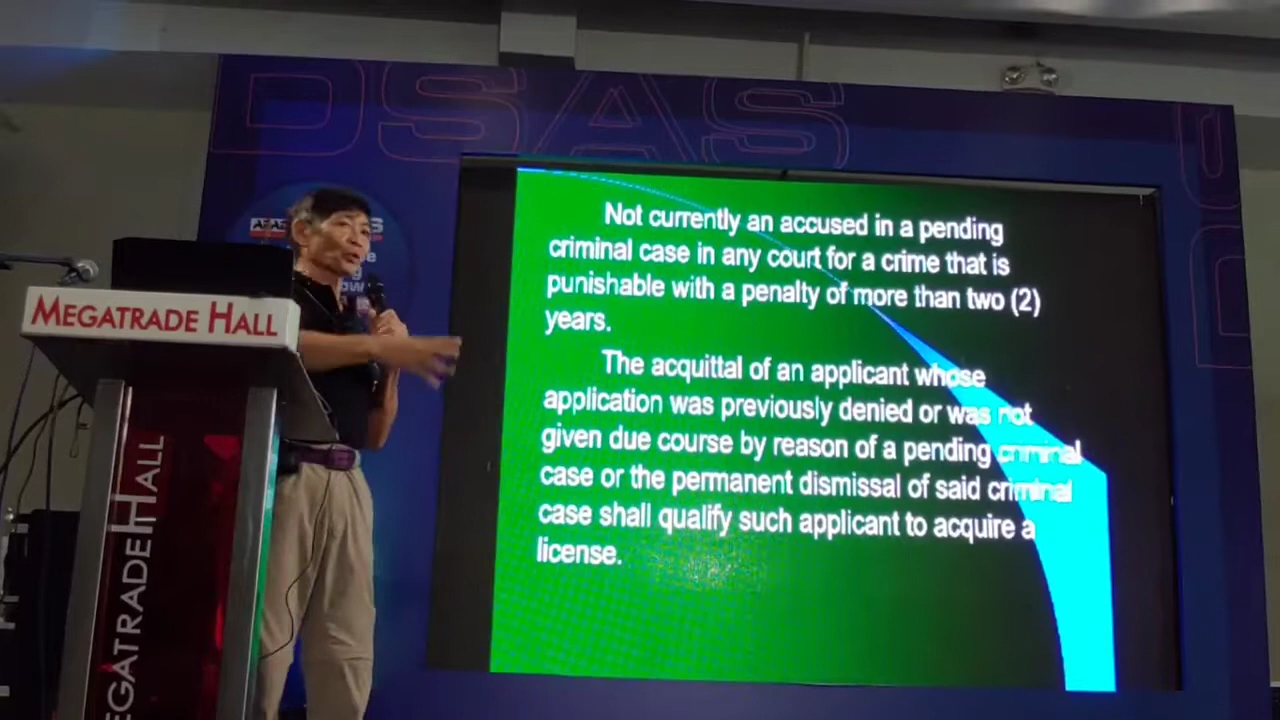 DSAS
MEGATRADE HALL
MEGATRADE HALL
Not currently an accused in a pending
criminal case in any court for a crime that is
punishable with a penalty of more than two (2)
years.
The acquittal of an applicant whose
application was previously denied or was not
given due course by reason of a pending criminal
case or the permanent dismissal of said criminal
case shall qualify such applicant to acquire a
license.